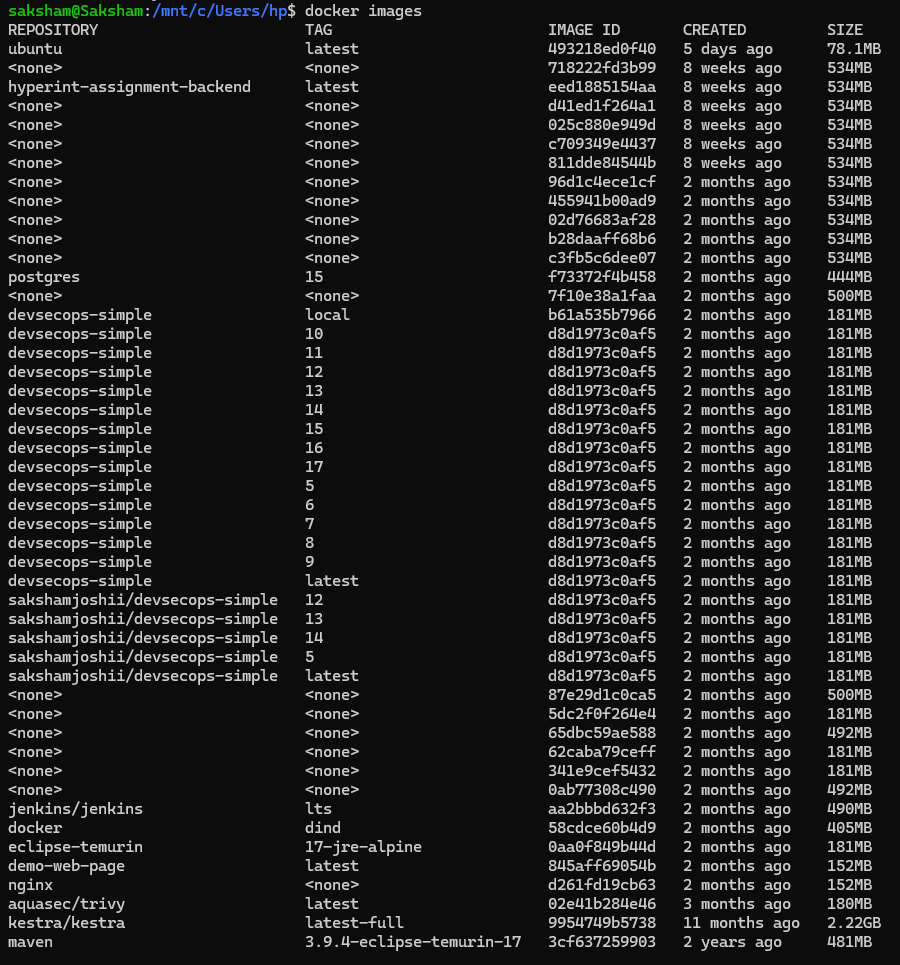 saksham@Saksham:/mnt/c/Users/hp$ docker images
REPOSITORY TAG IMAGE ID CREATED SIZE
ubuntu latest 493218ed0f40 5 days ago 78.1MB
<none> <none> 718222fd3b99 8 weeks ago 534MB
hyperint-assignment-backend latest eed1885154aa 8 weeks ago 534MB
<none> <none> d41ed1f264a1 8 weeks ago 534MB
<none> <none> 025c880e949d 8 weeks ago 534MB
<none> <none> c709349e4437 8 weeks ago 534MB
<none> <none> 811dde84544b 8 weeks ago 534MB
<none> <none> 96d1c4ece1cf 2 months ago 534MB
<none> <none> 455941b00ad9 2 months ago 534MB
<none> <none> 02d76683af28 2 months ago 534MB
<none> <none> b28daaff68b6 2 months ago 534MB
<none> <none> c3fb5c6dee07 2 months ago 534MB
postgres 15 f73372f4b458 2 months ago 444MB
<none> <none> 7f10e38a1faa 2 months ago 500MB
devsecops-simple local b61a535b7966 2 months ago 181MB
devsecops-simple 10 d8d1973c0af5 2 months ago 181MB
devsecops-simple 11 d8d1973c0af5 2 months ago 181MB
devsecops-simple 12 d8d1973c0af5 2 months ago 181MB
devsecops-simple 13 d8d1973c0af5 2 months ago 181MB
devsecops-simple 14 d8d1973c0af5 2 months ago 181MB
devsecops-simple 15 d8d1973c0af5 2 months ago 181MB
devsecops-simple 16 d8d1973c0af5 2 months ago 181MB
devsecops-simple 17 d8d1973c0af5 2 months ago 181MB
devsecops-simple 5 d8d1973c0af5 2 months ago 181MB
devsecops-simple 6 d8d1973c0af5 2 months ago 181MB
devsecops-simple 7 d8d1973c0af5 2 months ago 181MB
devsecops-simple 8 d8d1973c0af5 2 months ago 181MB
devsecops-simple 9 d8d1973c0af5 2 months ago 181MB
devsecops-simple latest d8d1973c0af5 2 months ago 181MB
sakshamjoshii/devsecops-simple 12 d8d1973c0af5 2 months ago 181MB
sakshamjoshii/devsecops-simple 13 d8d1973c0af5 2 months ago 181MB
sakshamjoshii/devsecops-simple 14 d8d1973c0af5 2 months ago 181MB
sakshamjoshii/devsecops-simple 5 d8d1973c0af5 2 months ago 181MB
sakshamjoshii/devsecops-simple latest d8d1973c0af5 2 months ago 181MB
<none> <none> 87e29d1c0ca5 2 months ago 500MB
<none> <none> 5dc2f0f264e4 2 months ago 181MB
<none> <none> 65dbc59ae588 2 months ago 492MB
<none> <none> 62caba79ceff 2 months ago 181MB
<none> <none> 341e9cef5432 2 months ago 181MB
<none> <none> 0ab77308c490 2 months ago 492MB
jenkins/jenkins lts aa2bbbd632f3 2 months ago 490MB
docker dind 58cdce60b4d9 2 months ago 405MB
eclipse-temurin 17-jre-alpine 0aa0f849b44d 2 months ago 181MB
demo-web-page latest 845aff69054b 2 months ago 152MB
nginx <none> d261fd19cb63 2 months ago 152MB
aquasec/trivy latest 02e41b284e46 3 months ago 180MB
kestra/kestra latest-full 9954749b5738 11 months ago 2.22GB
maven 3.9.4-eclipse-temurin-17 3cf637259903 2 years ago 481MB